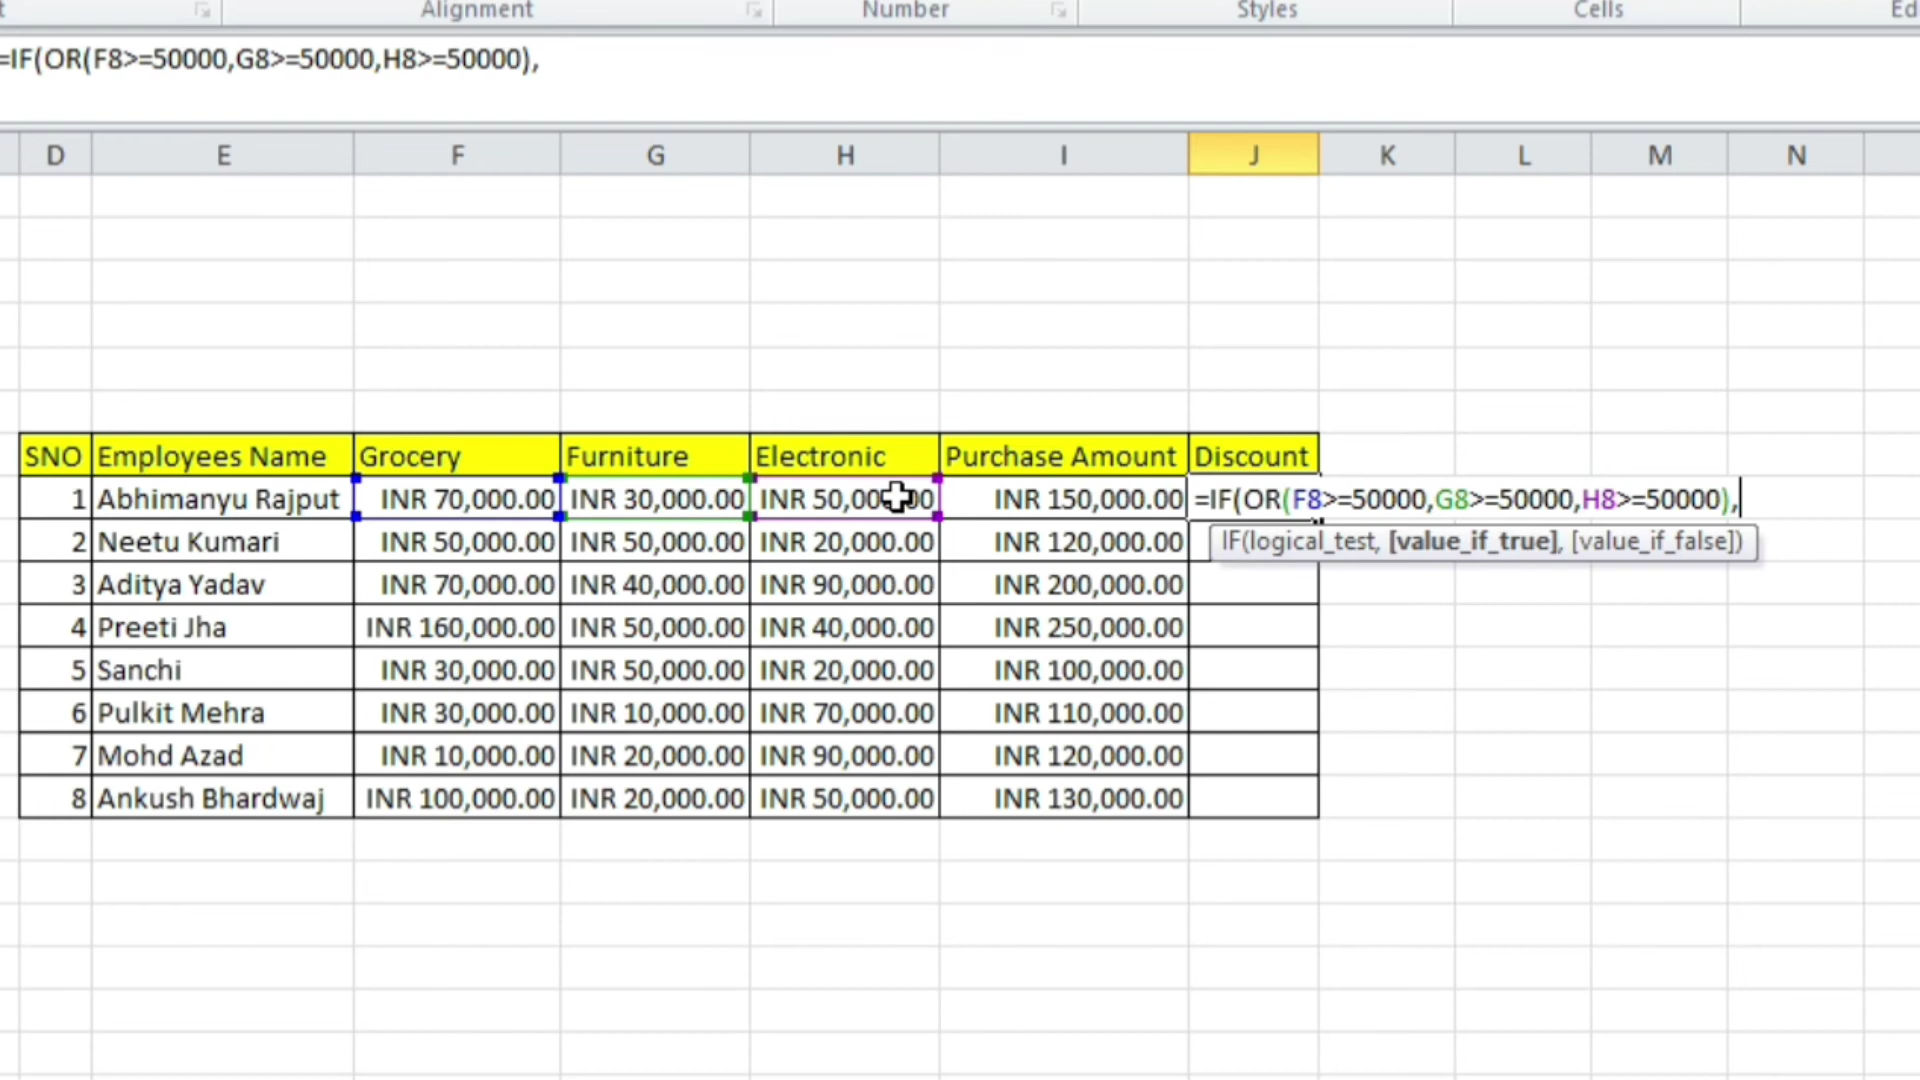 Alignment Number Styles Cells Ed
=IF(OR(F8>=50000,G8>=50000,H8>=50000),
D E F G H I J K L M N
SNO Employees Name Grocery Furniture Electronic Purchase Amount Discount
1 Abhimanyu Rajput INR 70,000.00 INR 30,000.00 INR 50,000.00 INR 150,000.00 =IF(OR(F8>=50000,G8>=50000,H8>=50000),
IF(logical_test, [value_if_true], [value_if_false])
2 Neetu Kumari INR 50,000.00 INR 50,000.00 INR 20,000.00 INR 120,000.00
3 Aditya Yadav INR 70,000.00 INR 40,000.00 INR 90,000.00 INR 200,000.00
4 Preeti Jha INR 160,000.00 INR 50,000.00 INR 40,000.00 INR 250,000.00
5 Sanchi INR 30,000.00 INR 50,000.00 INR 20,000.00 INR 100,000.00
6 Pulkit Mehra INR 30,000.00 INR 10,000.00 INR 70,000.00 INR 110,000.00
7 Mohd Azad INR 10,000.00 INR 20,000.00 INR 90,000.00 INR 120,000.00
8 Ankush Bhardwaj INR 100,000.00 INR 20,000.00 INR 50,000.00 INR 130,000.00